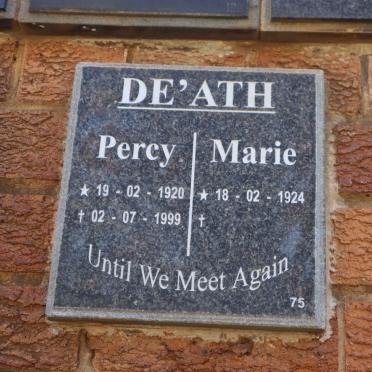 DE'ATH
Percy Marie
★ 19 - 02 - 1920 ★ 18 - 02 - 1924
† 02 - 07 - 1999 †
Until We Meet Again
75